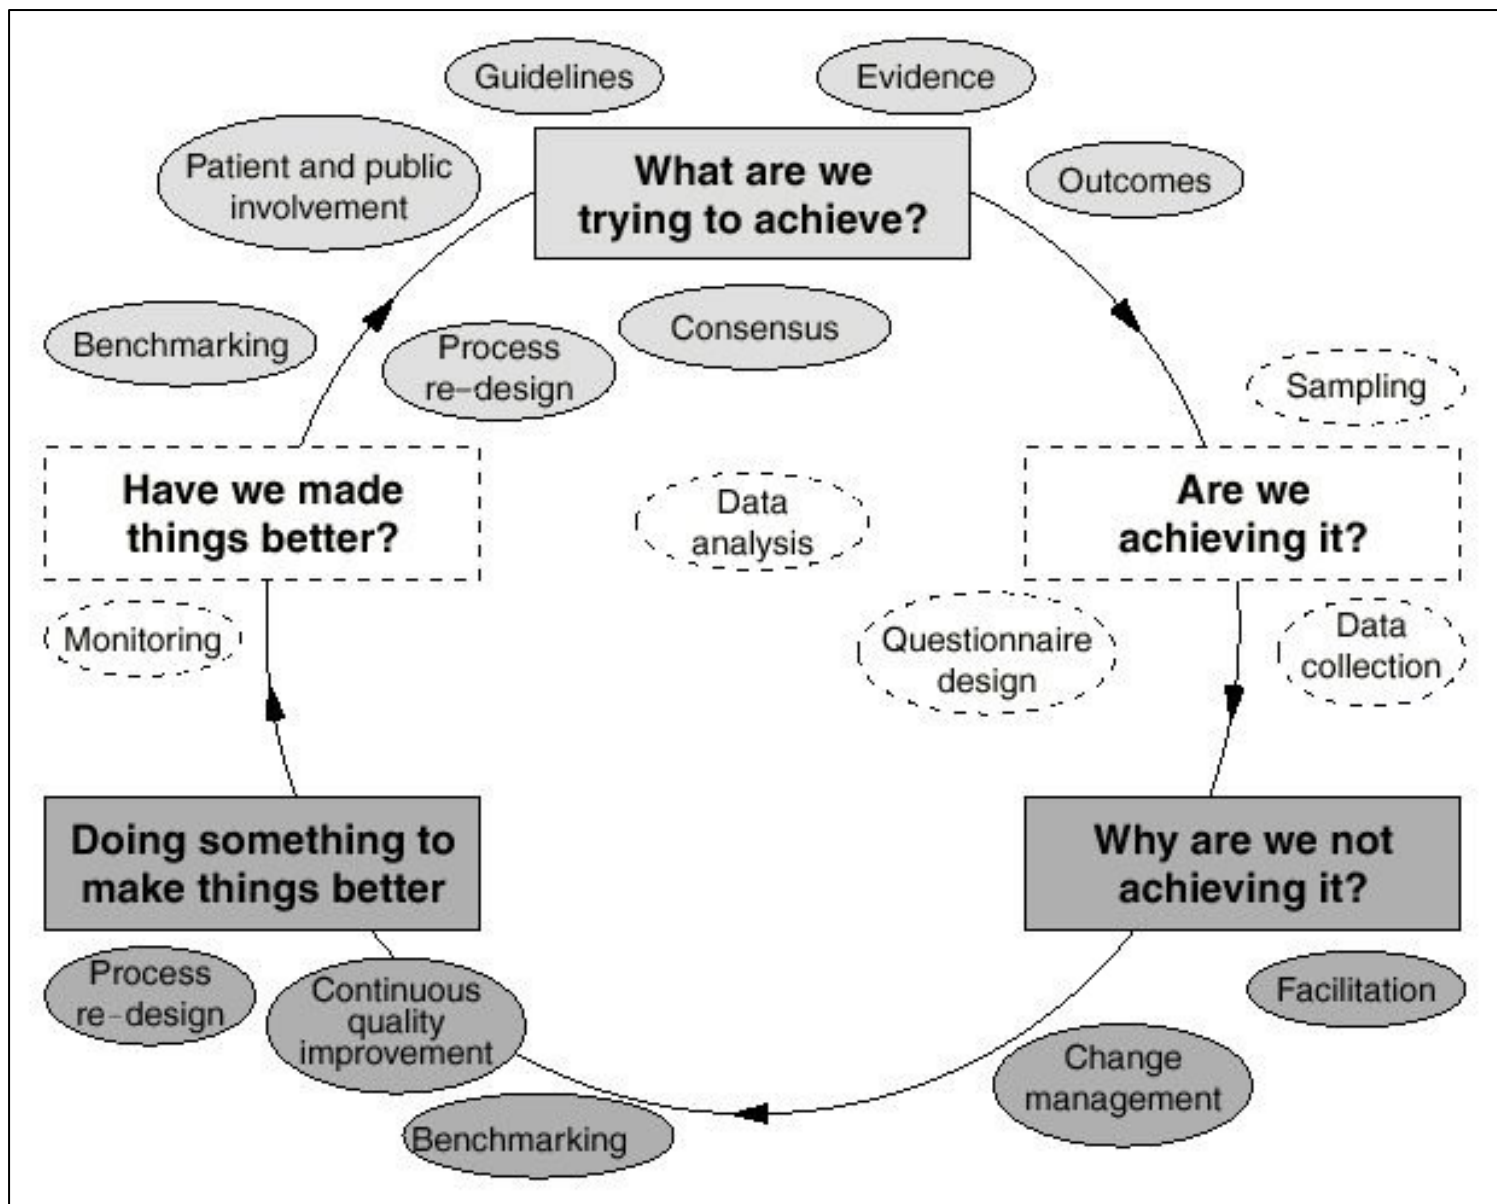 Guidelines
Evidence
Patient and public
involvement
What are we
trying to achieve?
Outcomes
Benchmarking
Process
re-design
Consensus
Sampling
Have we made
things better?
Data
analysis
Are we
achieving it?
Monitoring
Questionnaire
design
Data
collection
Doing something to
make things better
Why are we not
achieving it?
Process
re-design
Continuous
quality
improvement
Facilitation
Change
management
Benchmarking